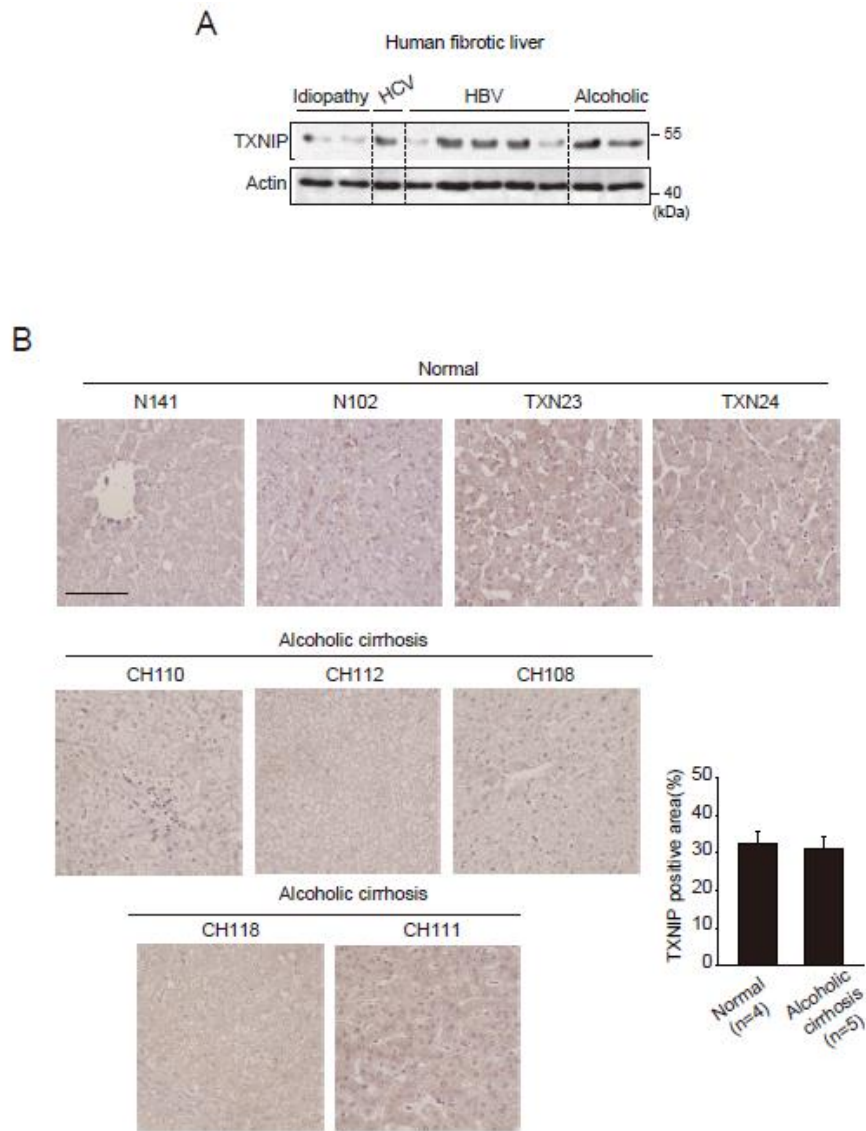 A
Human fibrotic liver
Idiopathy HCV HBV Alcoholic
TXNIP 55
Actin 40
(kDa)
B
Normal
N141 N102 TXN23 TXN24
Alcoholic cirrhosis
CH110 CH112 CH108
Alcoholic cirrhosis
CH118 CH111
TXNIP positive area(%)
50
40
30
20
10
0
Normal
(n=4)
Alcoholic
cirrhosis
(n=5)